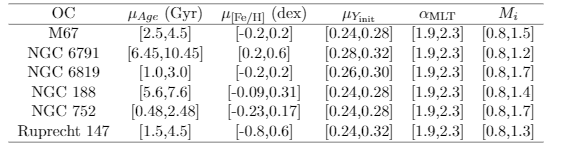 OC μ_Age (Gyr) μ_[Fe/H] (dex) μ_Y_init α_MLT M_i
M67 [2.5,4.5] [-0.2,0.2] [0.24,0.28] [1.9,2.3] [0.8,1.5]
NGC 6791 [6.45,10.45] [0.2,0.6] [0.28,0.32] [1.9,2.3] [0.8,1.2]
NGC 6819 [1.0,3.0] [-0.2,0.2] [0.26,0.30] [1.9,2.3] [0.8,1.7]
NGC 188 [5.6,7.6] [-0.09,0.31] [0.24,0.28] [1.9,2.3] [0.8,1.4]
NGC 752 [0.48,2.48] [-0.23,0.17] [0.24,0.28] [1.9,2.3] [0.8,1.7]
Ruprecht 147 [1.5,4.5] [-0.8,0.6] [0.24,0.32] [1.9,2.3] [0.8,1.3]